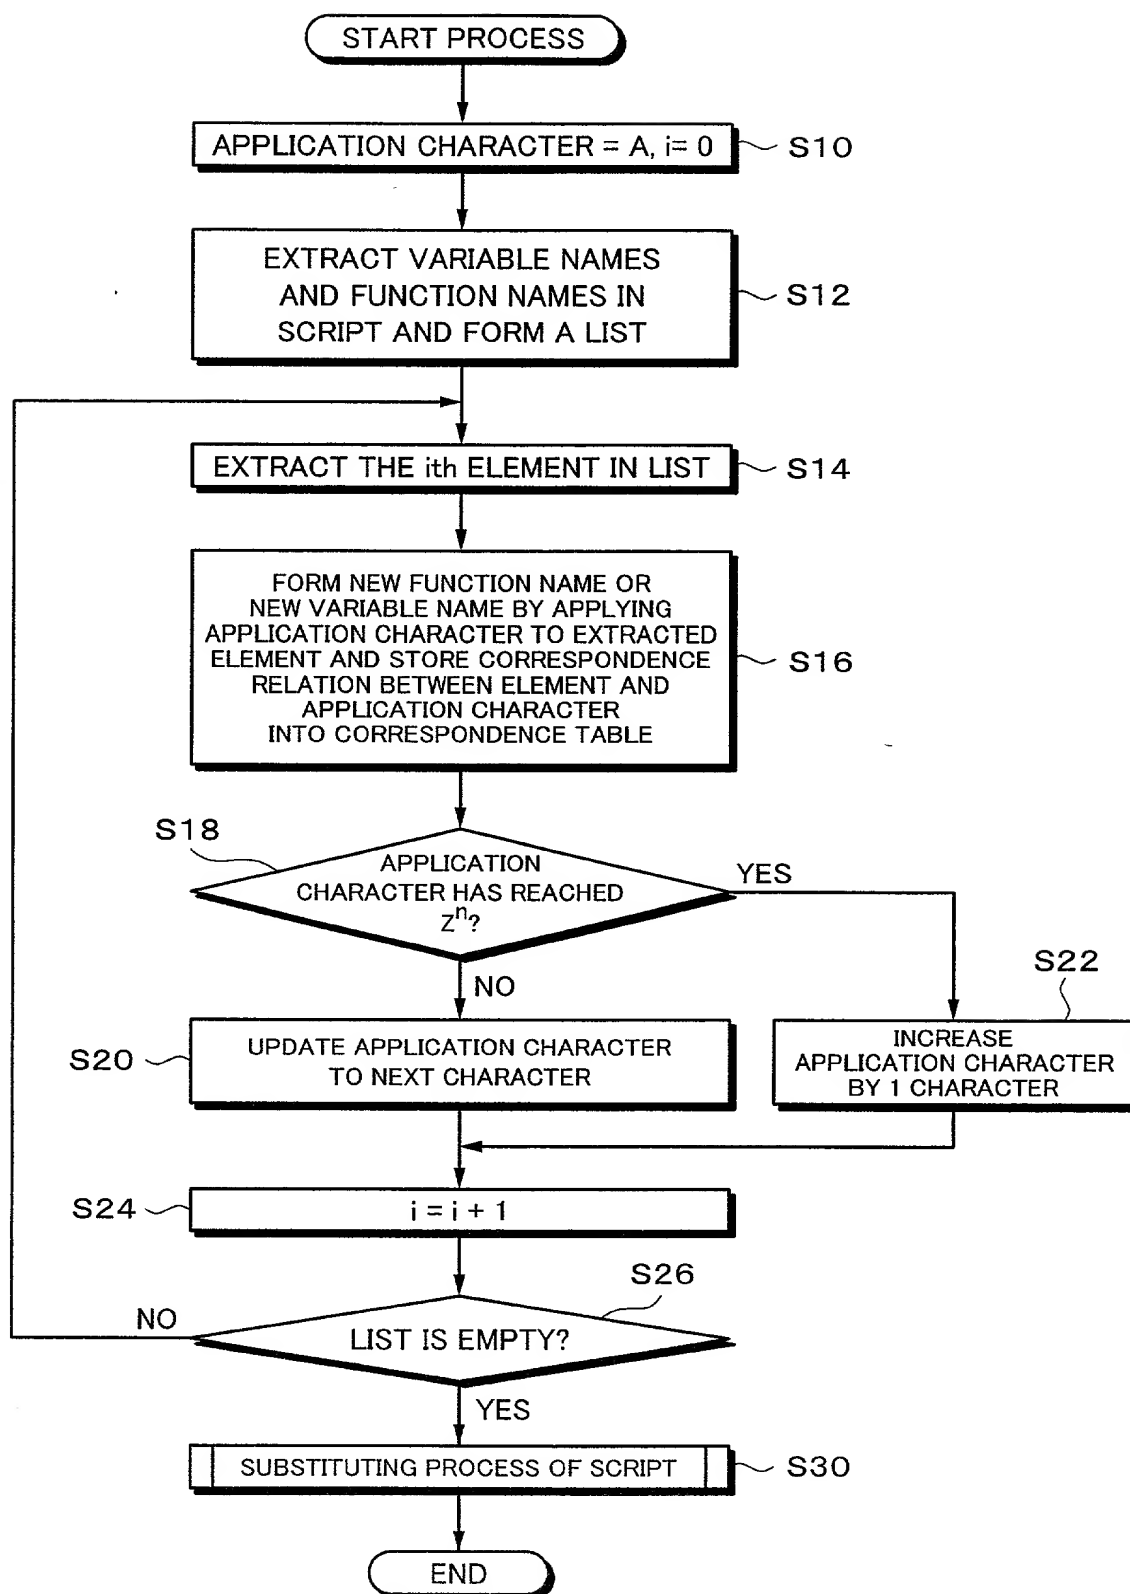 START PROCESS
APPLICATION CHARACTER = A, i= 0
S10
EXTRACT VARIABLE NAMES
AND FUNCTION NAMES IN
SCRIPT AND FORM A LIST
S12
EXTRACT THE ith ELEMENT IN LIST
S14
FORM NEW FUNCTION NAME OR
NEW VARIABLE NAME BY APPLYING
APPLICATION CHARACTER TO EXTRACTED
ELEMENT AND STORE CORRESPONDENCE
RELATION BETWEEN ELEMENT AND
APPLICATION CHARACTER
INTO CORRESPONDENCE TABLE
S16
S18
APPLICATION
CHARACTER HAS REACHED
Zⁿ?
YES
NO
S22
INCREASE
APPLICATION CHARACTER
BY 1 CHARACTER
S20
UPDATE APPLICATION CHARACTER
TO NEXT CHARACTER
S24
i = i + 1
S26
NO
LIST IS EMPTY?
YES
SUBSTITUTING PROCESS OF SCRIPT
S30
END